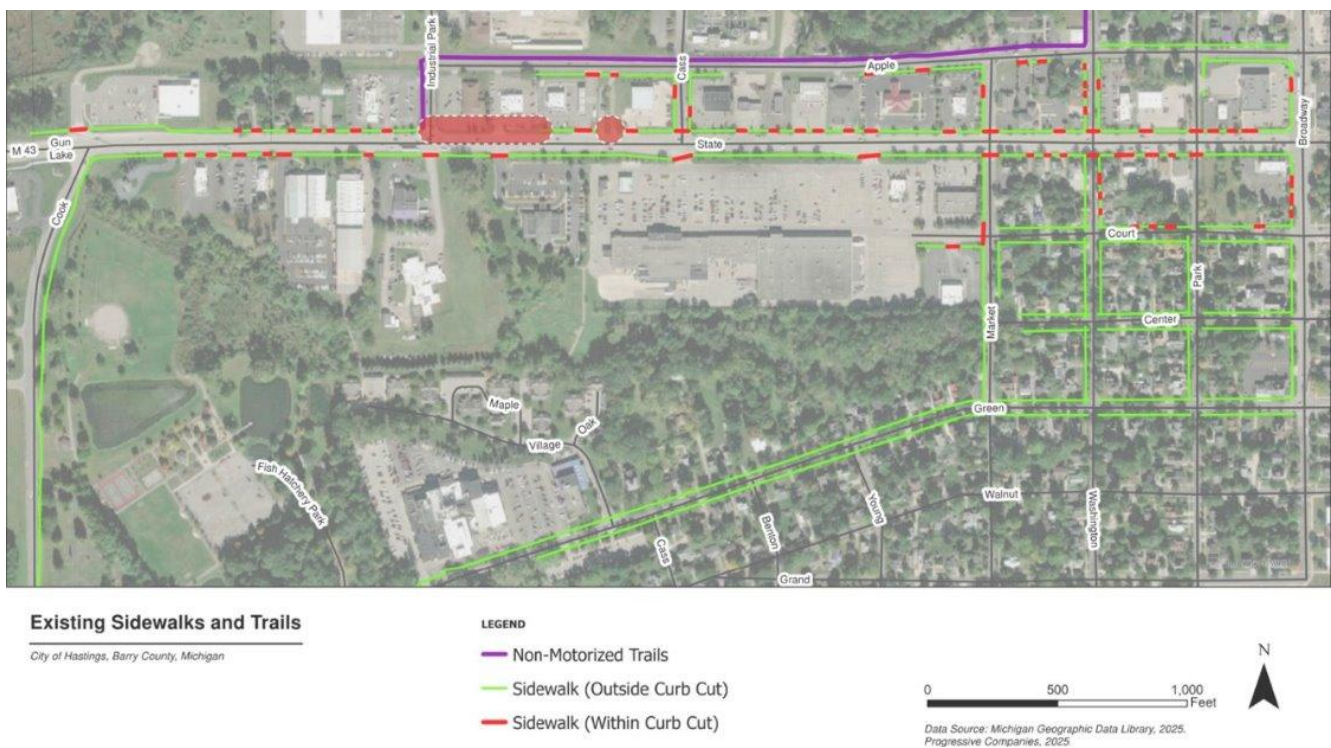 Industrial Park
Cass
Apple
Broadway
M 43
Gun
Lake
State
Cook
Court
Park
Market
Center
Maple
Green
Oak
Village
Fish Hatchery Park
Young
Walnut
Washington
Benton
Cass
Grand
Existing Sidewalks and Trails
City of Hastings, Barry County, Michigan
LEGEND
Non-Motorized Trails
Sidewalk (Outside Curb Cut)
Sidewalk (Within Curb Cut)
N
0 500 1,000
Feet
Data Source: Michigan Geographic Data Library, 2025.
Progressive Companies, 2025.